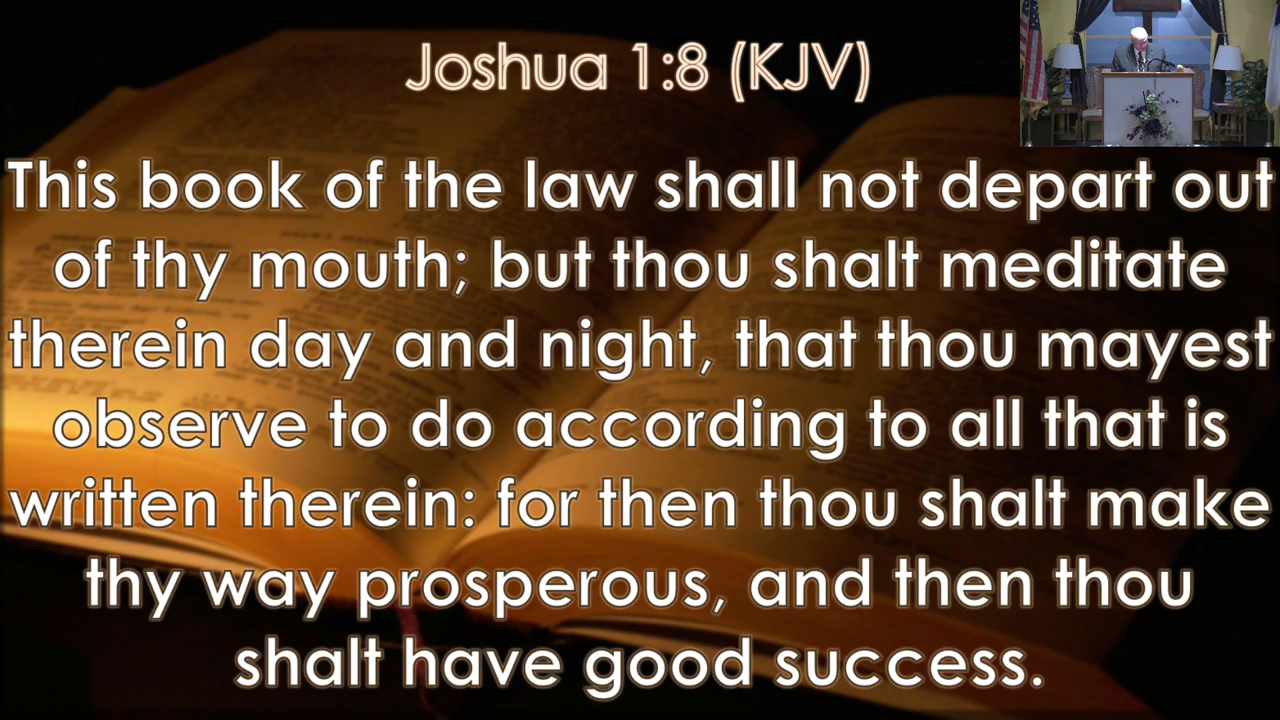 Joshua 1:8 (KJV)
This book of the law shall not depart out
of thy mouth; but thou shalt meditate
therein day and night, that thou mayest
observe to do according to all that is
written therein: for then thou shalt make
thy way prosperous, and then thou
shalt have good success.